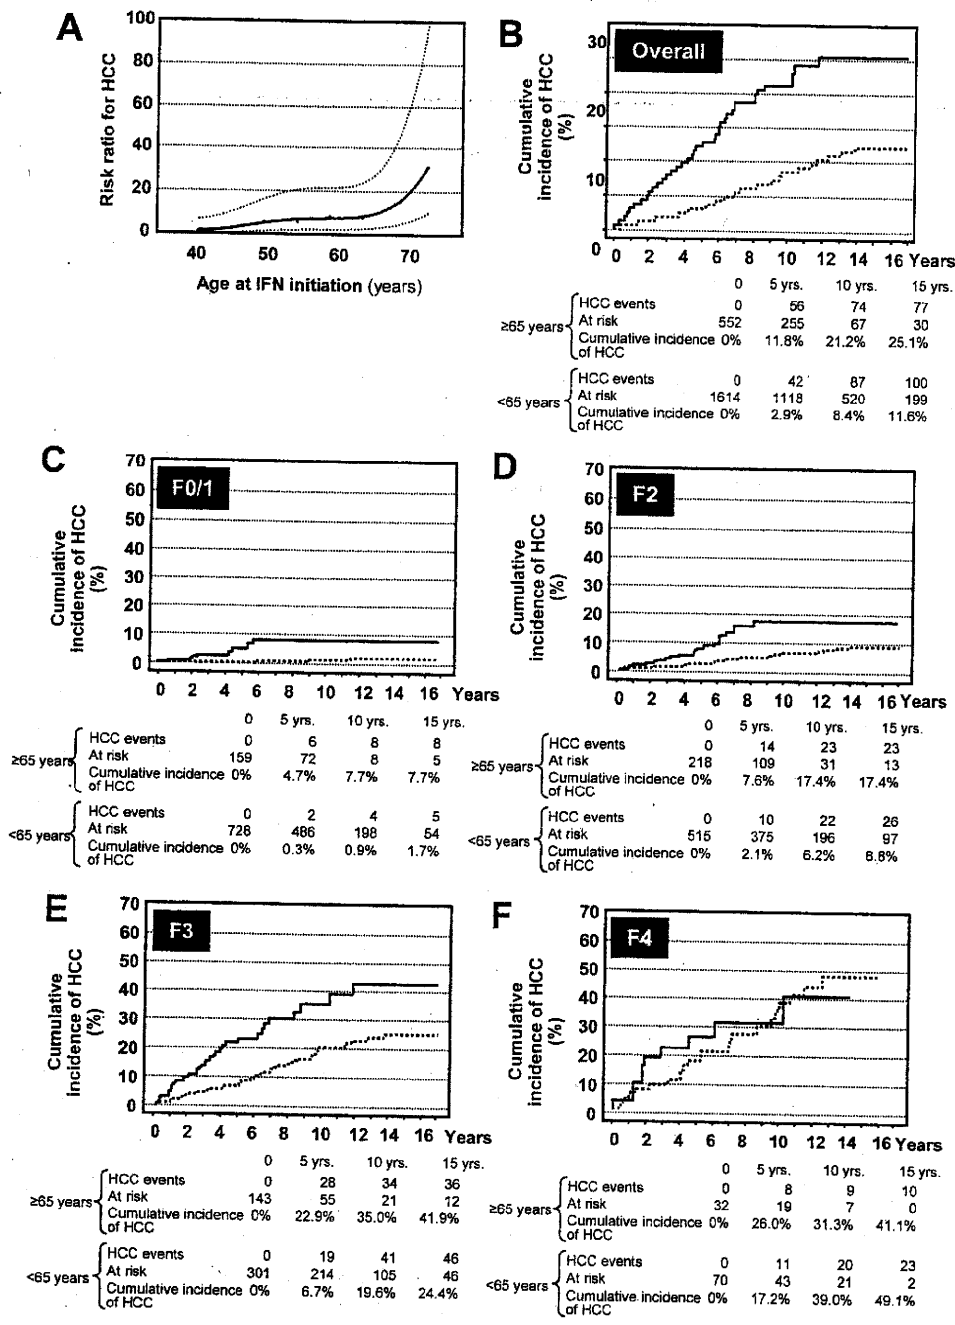 A
Risk ratio for HCC
100
80
60
40
20
0
40 50 60 70
Age at IFN initiation (years)
B
Overall
Cumulative
incidence of HCC
(%)
30
20
10
0
0 2 4 6 8 10 12 14 16 Years
0 5 yrs. 10 yrs. 15 yrs.
≥65 years
HCC events 0 56 74 77
At risk 552 255 67 30
Cumulative incidence 0% 11.8% 21.2% 25.1%
of HCC
<65 years
HCC events 0 42 87 100
At risk 1614 1118 520 199
Cumulative incidence 0% 2.9% 8.4% 11.6%
of HCC
C
F0/1
Cumulative
incidence of HCC
(%)
70
60
50
40
30
20
10
0
0 2 4 6 8 10 12 14 16 Years
0 5 yrs. 10 yrs. 15 yrs.
≥65 years
HCC events 0 6 8 8
At risk 159 72 8 5
Cumulative incidence 0% 4.7% 7.7% 7.7%
of HCC
<65 years
HCC events 0 2 4 5
At risk 728 486 198 54
Cumulative incidence 0% 0.3% 0.9% 1.7%
of HCC
D
F2
Cumulative
incidence of HCC
(%)
70
60
50
40
30
20
10
0
0 2 4 6 8 10 12 14 16 Years
0 5 yrs. 10 yrs. 15 yrs.
≥65 years
HCC events 0 14 23 23
At risk 218 109 31 13
Cumulative incidence 0% 7.6% 17.4% 17.4%
of HCC
<65 years
HCC events 0 10 22 26
At risk 515 375 196 97
Cumulative incidence 0% 2.1% 6.2% 8.8%
of HCC
E
F3
Cumulative
incidence of HCC
(%)
70
60
50
40
30
20
10
0
0 2 4 6 8 10 12 14 16 Years
0 5 yrs. 10 yrs. 15 yrs.
≥65 years
HCC events 0 28 34 36
At risk 143 55 21 12
Cumulative incidence 0% 22.9% 35.0% 41.9%
of HCC
<65 years
HCC events 0 19 41 46
At risk 301 214 105 46
Cumulative incidence 0% 6.7% 19.6% 24.4%
of HCC
F
F4
Cumulative
incidence of HCC
(%)
70
60
50
40
30
20
10
0
0 2 4 6 8 10 12 14 16 Years
0 5 yrs. 10 yrs. 15 yrs.
≥65 years
HCC events 0 8 9 10
At risk 32 19 7 0
Cumulative incidence 0% 26.0% 31.3% 41.1%
of HCC
<65 years
HCC events 0 11 20 23
At risk 70 43 21 2
Cumulative incidence 0% 17.2% 39.0% 49.1%
of HCC